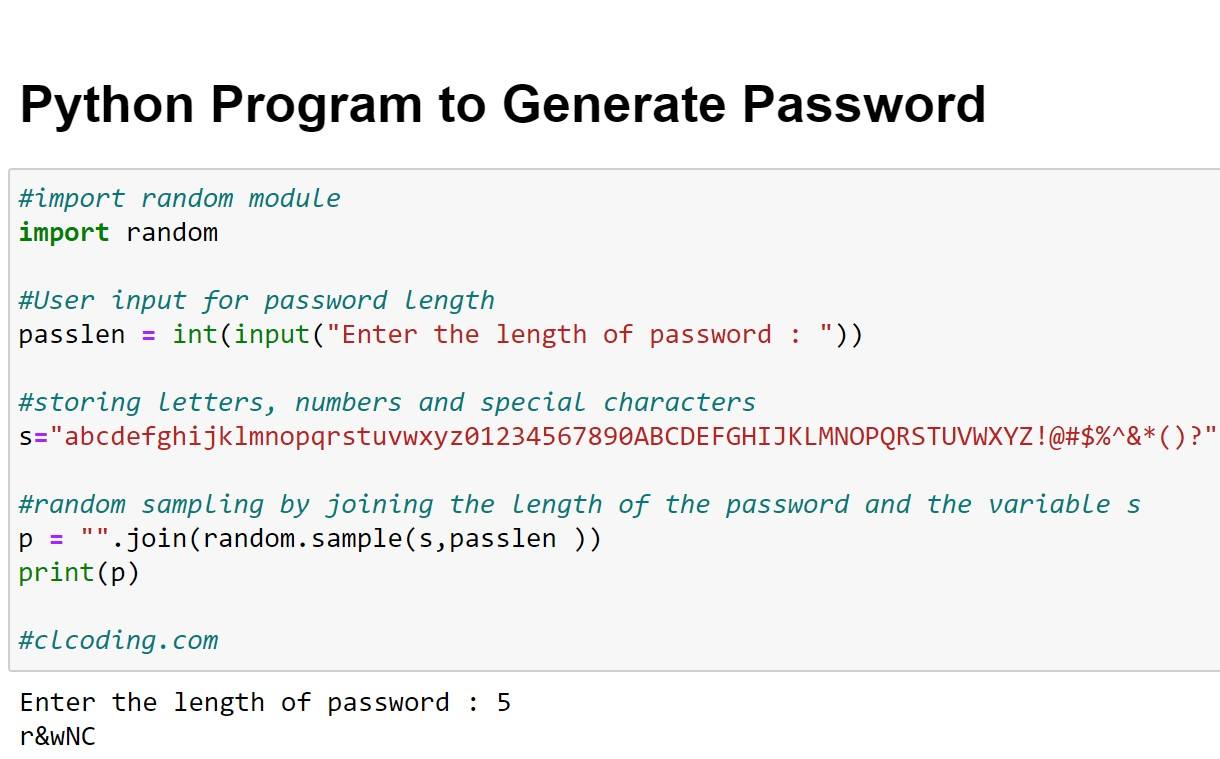 Python Program to Generate Password
#import random module
import random
#User input for password length
passlen = int(input("Enter the length of password : "))
#storing letters, numbers and special characters
s="abcdefghijklmnopqrstuvwxyz01234567890ABCDEFGHIJKLMNOPQRSTUVWXYZ!@#$%^&*()?"
#random sampling by joining the length of the password and the variable s
p = "".join(random.sample(s,passlen ))
print(p)
#clcoding.com
Enter the length of password : 5
r&wNC